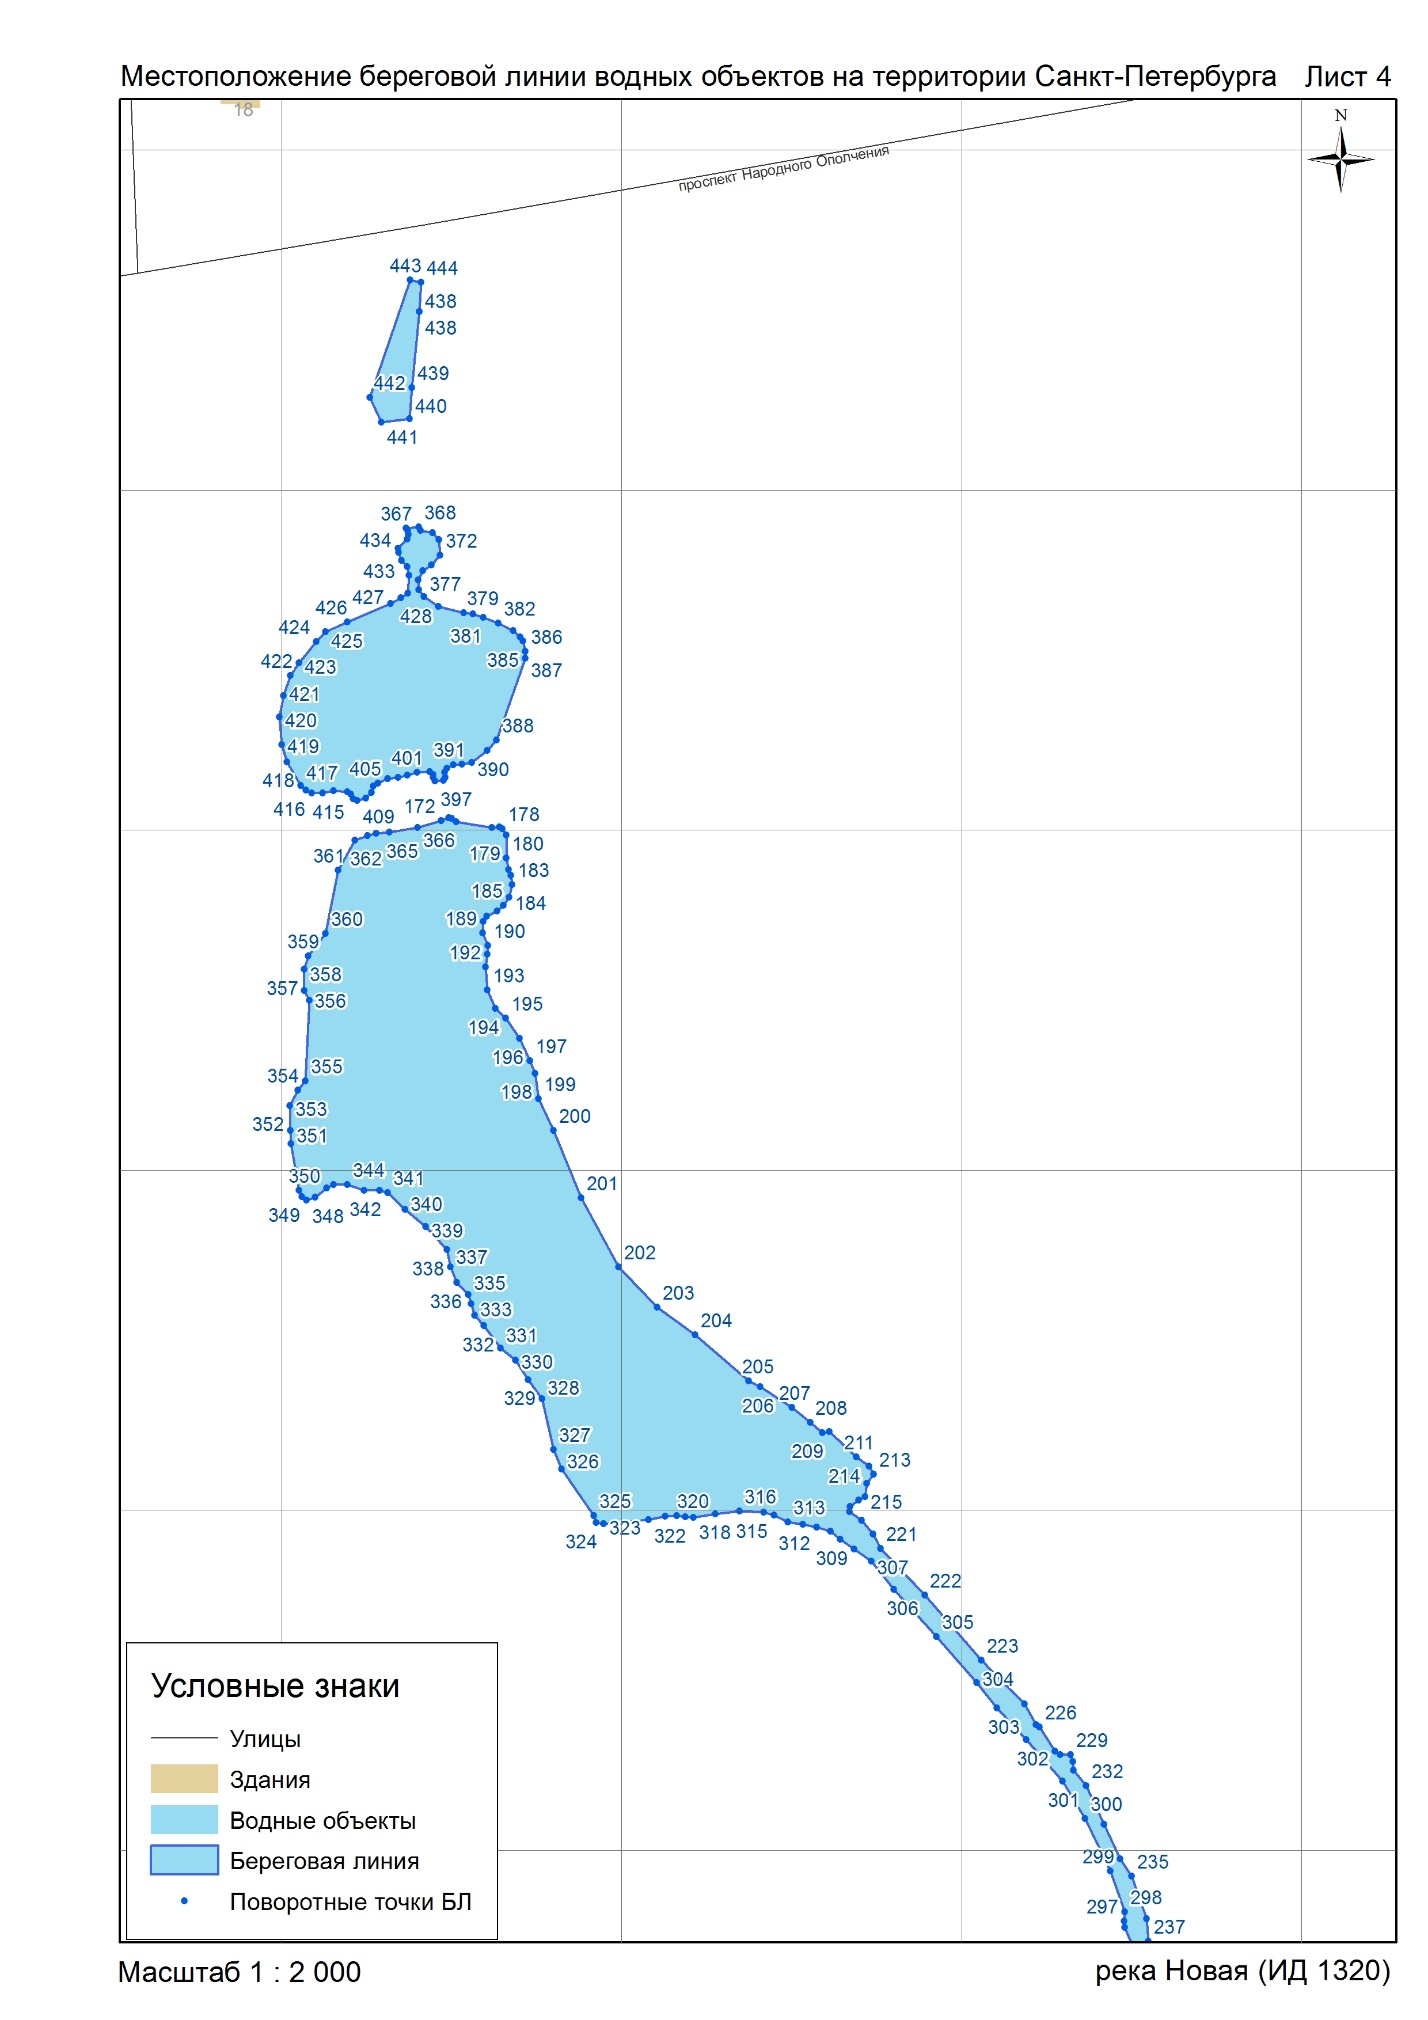 Местоположение береговой линии водных объектов на территории Санкт-Петербурга Лист 4
18
N
проспект Народного Ополчения
443 444
438
438
442 439
440
441
367 368
434 372
433
377
427 379
426 428 382
424 425 381 386
422 423 385 387
421
420 388
419 391
401 390
418 417 405
416 415 409 172 397
366 178
365
361 362 179 180
183
185
184
360 189
190
359 192
358 193
357 356
195
194
197
196
355
354 199
198
353
352 200
351
350 344 341
201
349 348 342 340
339
202
337
338
335
336 203
333
332 331 204
330
205
329 328 207
206
208
327 209 211
326 213
214
325 320 316 313 215
324 323 322 318 315 312 221
309
307
222
306
305
223
304
226
303
302 229
232
301 300
299 235
298
297
237
Условные знаки
Улицы
Здания
Водные объекты
Береговая линия
Поворотные точки БЛ
Масштаб 1 : 2 000
река Новая (ИД 1320)